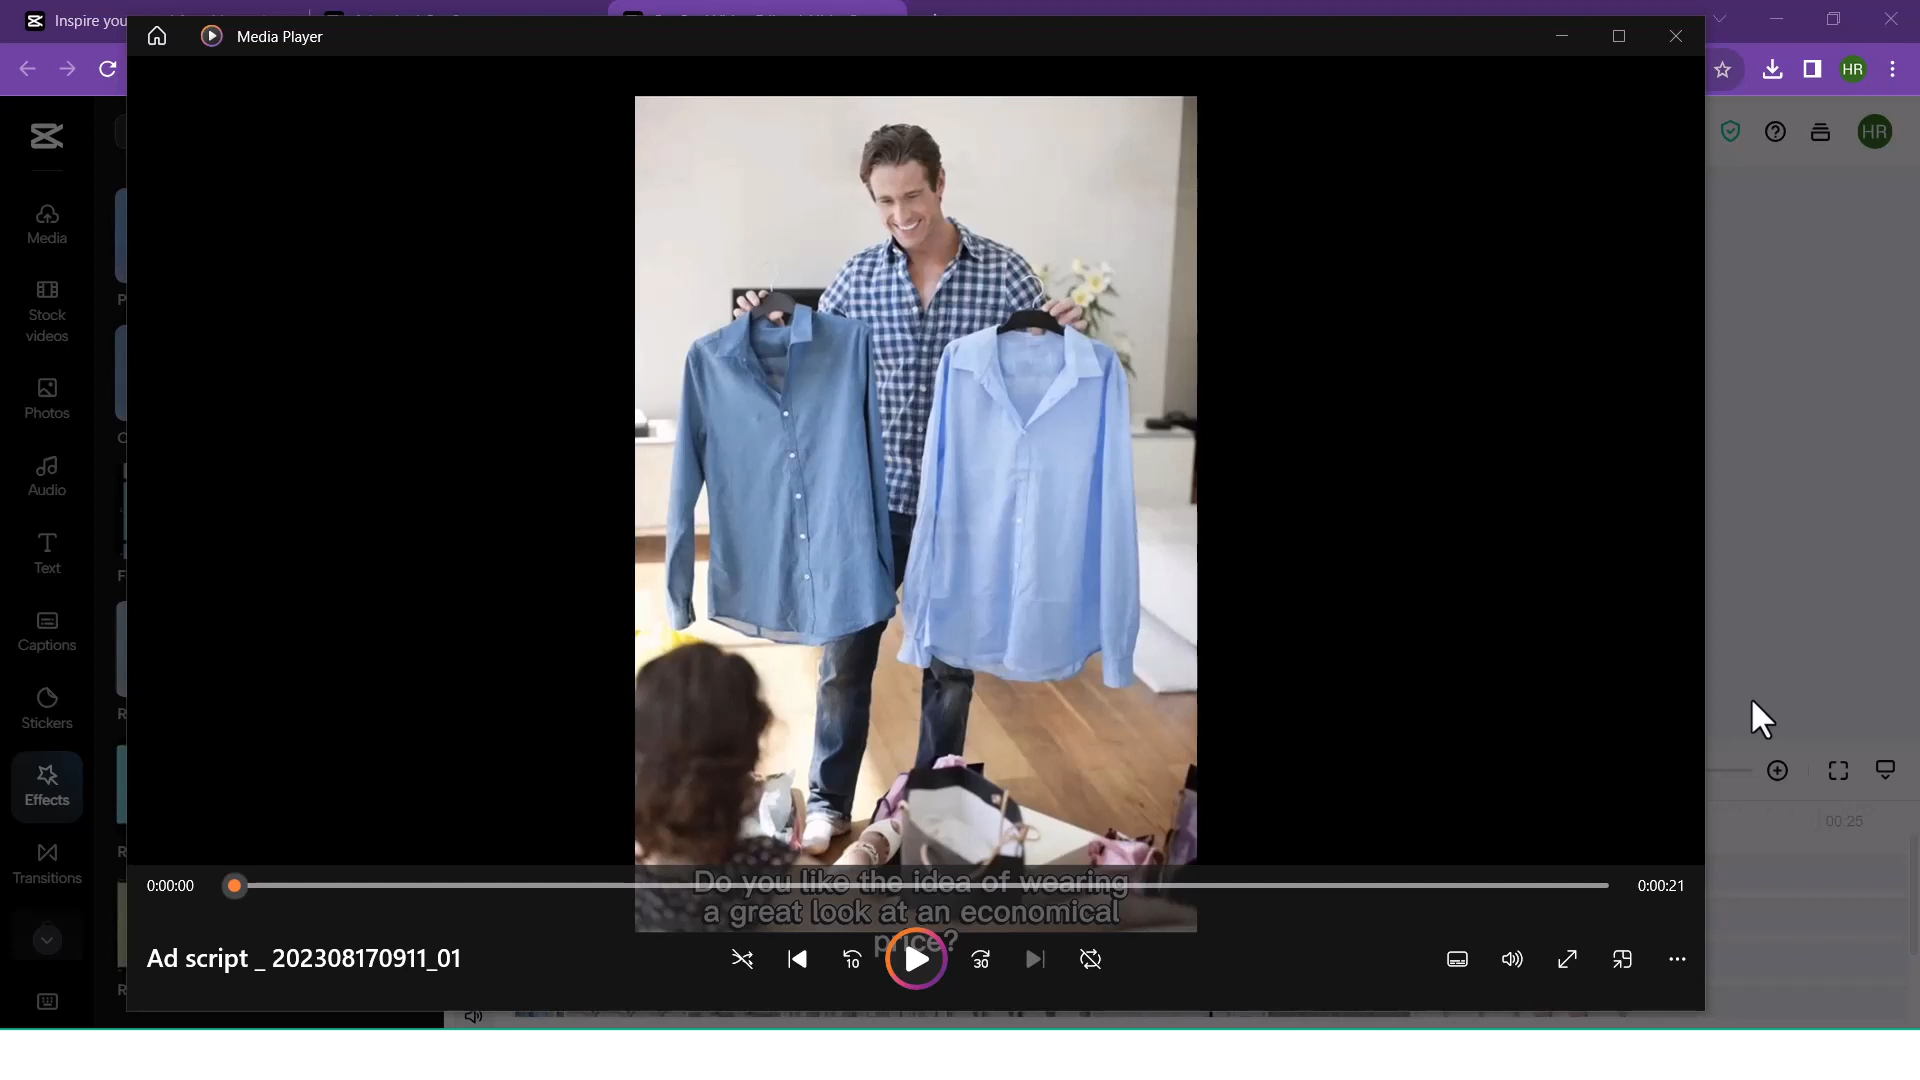 Inspire you
Media Player
HR
HR
Media
Stock
videos
Photos
Audio
Text
Captions
Stickers
Effects
Transitions
00:25
0:00:00
0:00:21
Do you like the idea of wearing
a great look at an economical
price?
Ad script _ 202308170911_01
10
30